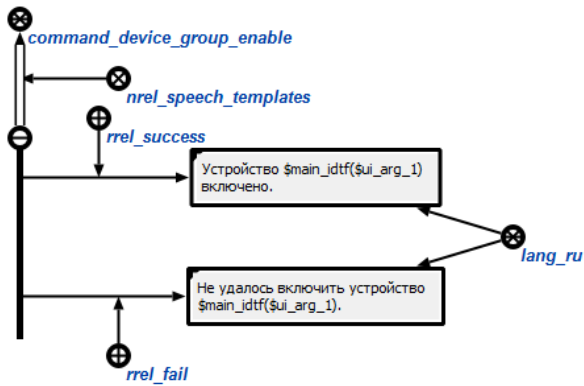 command_device_group_enable
nrel_speech_templates
rrel_success
Устройство $main_idtf($ui_arg_1)
включено.
lang_ru
Не удалось включить устройство
$main_idtf($ui_arg_1).
rrel_fail